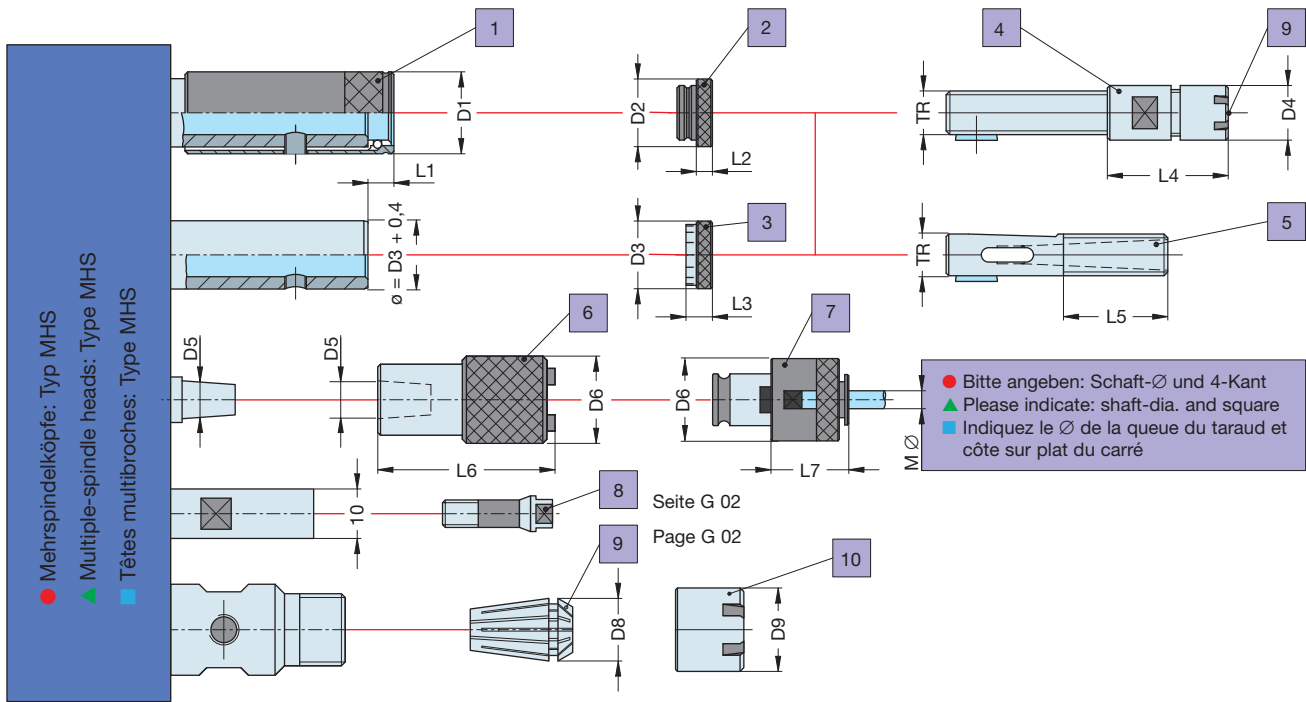 1
2
4
9
D1
D2
L1
L2
TR
D4
L4
ø = D3 + 0,4
D3
3
L3
TR
5
L5
D5
D5
6
D6
L6
7
D6
L7
M Ø
● Bitte angeben: Schaft-Ø und 4-Kant
▲ Please indicate: shaft-dia. and square
■ Indiquez le Ø de la queue du taraud et
côte sur plat du carré
● Mehrspindelköpfe: Typ MHS
▲ Multiple-spindle heads: Type MHS
■ Têtes multibroches: Type MHS
10
8
Seite G 02
Page G 02
9
D8
10
D9